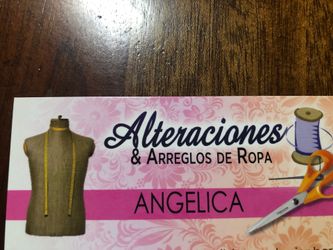 Alteraciones
& ARREGLOS DE ROPA
ANGELICA